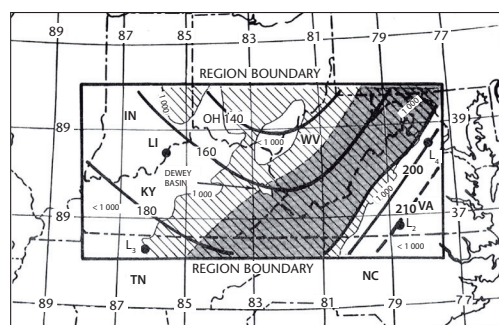 89 87 85 83 81 79 77
REGION BOUNDARY
1 000
1 000
IN
OH 140
89
39
< 1 000
WV
LI
160
L4
DEWEY
BASIN
200
KY
1 000
1 000
< 1 000
180
210 VA
L2
89
37
L3
< 1 000
REGION BOUNDARY
TN
NC
89 87 85 83 81 79 77